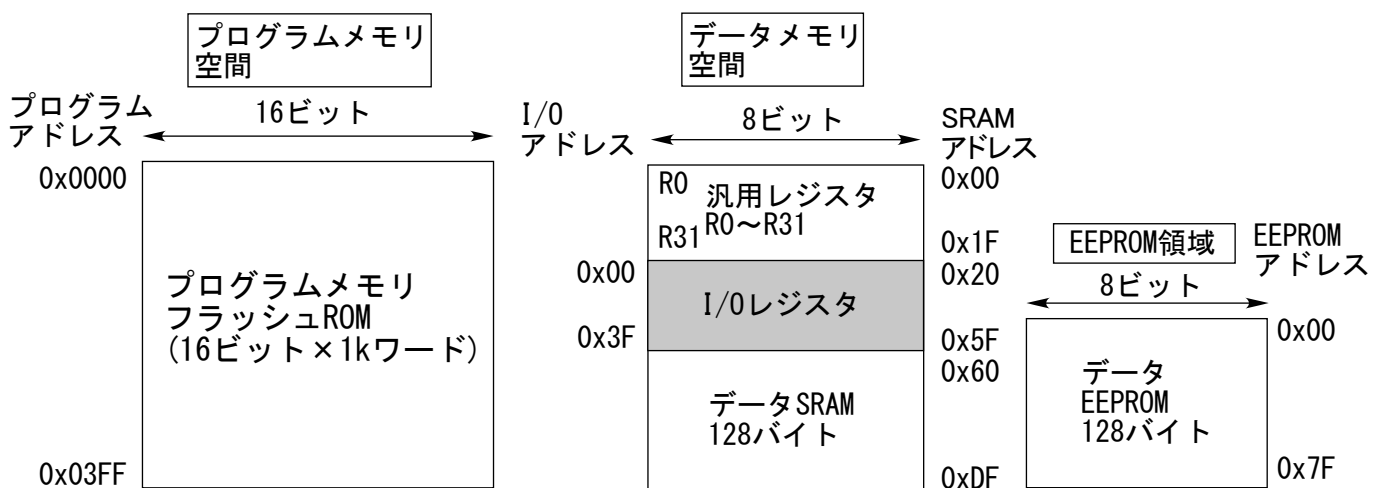 プログラムメモリ
空間
プログラム
アドレス
16ビット
0x0000
プログラムメモリ
フラッシュROM
(16ビット×1kワード)
0x03FF
データメモリ
空間
I/O
アドレス
8ビット
SRAM
アドレス
R0
汎用レジスタ
R31
R0～R31
0x00
0x1F
0x00
0x20
I/Oレジスタ
0x3F
0x5F
0x60
データSRAM
128バイト
0xDF
EEPROM領域
EEPROM
アドレス
8ビット
0x00
データ
EEPROM
128バイト
0x7F